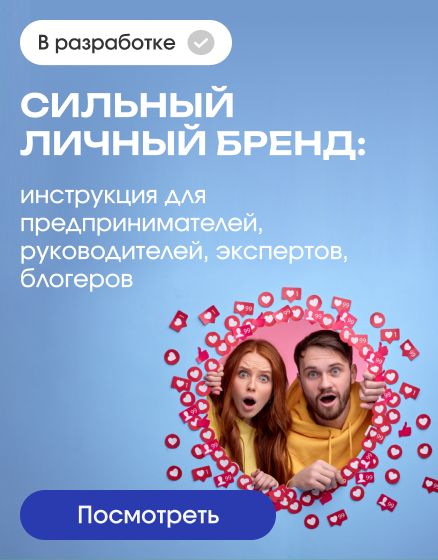 В разработке
СИЛЬНЫЙ
ЛИЧНЫЙ БРЕНД:
инструкция для
предпринимателей,
руководителей, экспертов,
блогеров
Посмотреть